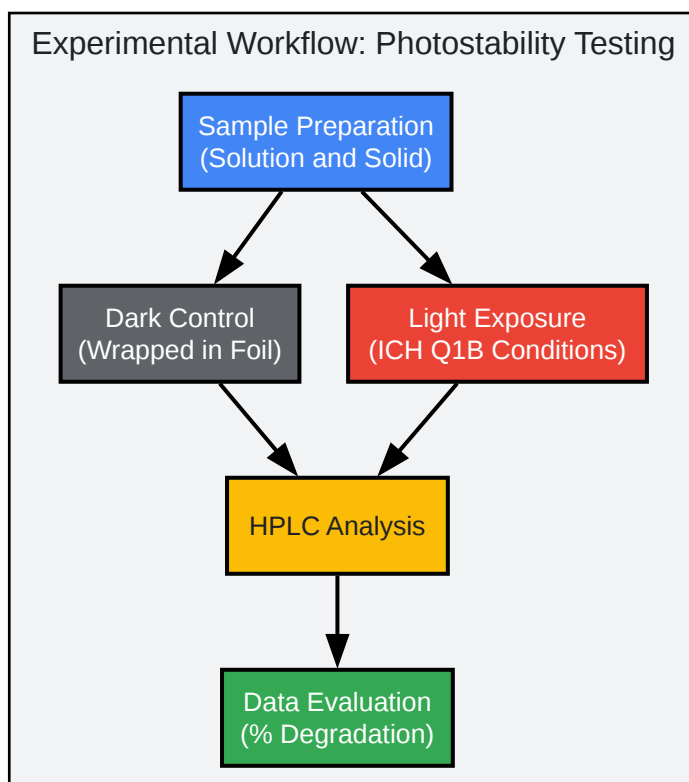 Experimental Workflow: Photostability Testing
Sample Preparation
(Solution and Solid)
Dark Control
(Wrapped in Foil)
Light Exposure
(ICH Q1B Conditions)
HPLC Analysis
Data Evaluation
(% Degradation)